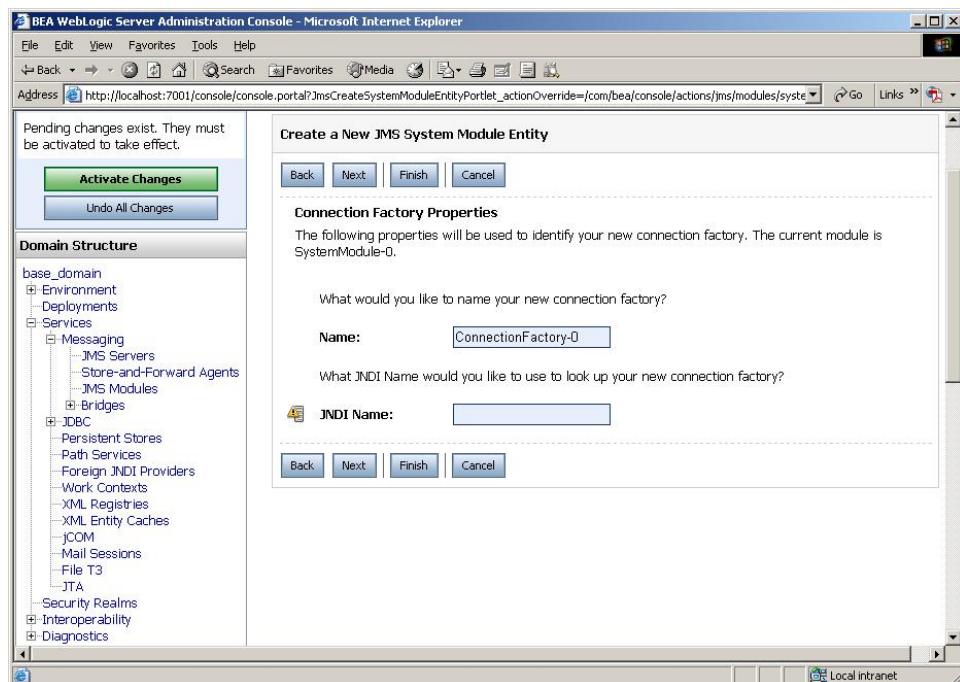 BEA WebLogic Server Administration Console - Microsoft Internet Explorer
File Edit View Favorites Tools Help
Back Search Favorites Media
Address http://localhost:7001/console/console.portal?JmsCreateSystemModuleEntityPortlet_actionOverride=/com/bea/console/actions/jms/modules/syste Go Links »
Pending changes exist. They must
be activated to take effect.
Activate Changes
Undo All Changes
Domain Structure
base_domain
Environment
Deployments
Services
Messaging
JMS Servers
Store-and-Forward Agents
JMS Modules
Bridges
JDBC
Persistent Stores
Path Services
Foreign JNDI Providers
Work Contexts
XML Registries
XML Entity Caches
jCOM
Mail Sessions
File T3
JTA
Security Realms
Interoperability
Diagnostics
Create a New JMS System Module Entity
Back Next Finish Cancel
Connection Factory Properties
The following properties will be used to identify your new connection factory. The current module is
SystemModule-0.
What would you like to name your new connection factory?
Name: ConnectionFactory-0
What JNDI Name would you like to use to look up your new connection factory?
JNDI Name:
Back Next Finish Cancel
Local intranet